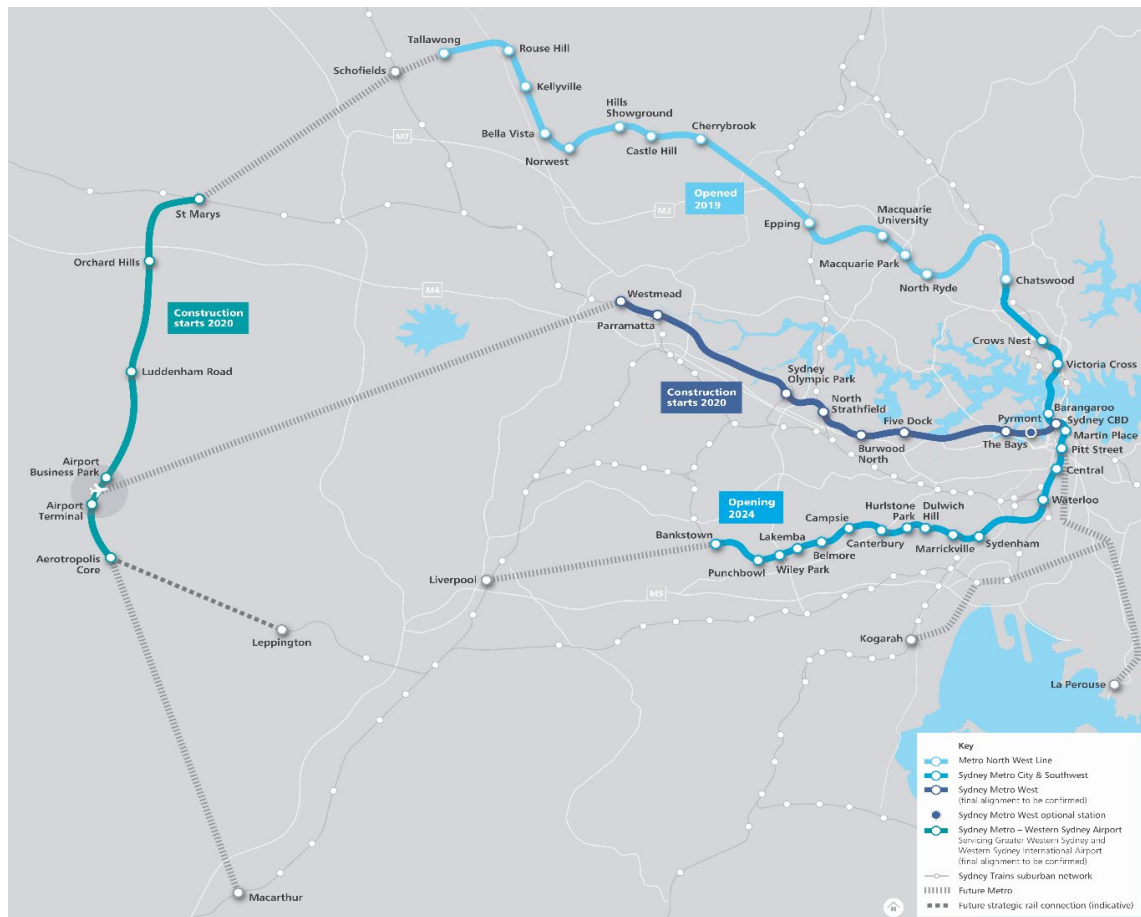 Tallawong
Rouse Hill
Schofields
Kellyville
Hills
Showground
Cherrybrook
Bella Vista
M7
Norwest
Castle Hill
St Marys
Opened
2019
M2
Macquarie
University
Epping
Orchard Hills
Macquarie Park
North Ryde
Chatswood
M4
Westmead
Construction
starts 2020
Parramatta
Crows Nest
Victoria Cross
Luddenham Road
Sydney
Olympic Park
Construction
starts 2020
North
Strathfield
Five Dock
Pyrmont
Barangaroo
Sydney CBD
Martin Place
The Bays
Burwood
North
Pitt Street
Airport
Business Park
Central
Airport
Terminal
Opening
2024
Waterloo
Hurlstone
Park
Dulwich
Hill
Campsie
Lakemba
Bankstown
Canterbury
Belmore
Marrickville
Sydenham
Aerotropolis
Core
Punchbowl
Wiley Park
Liverpool
M5
Leppington
Kogarah
La Perouse
Macarthur
Key
Metro North West Line
Sydney Metro City & Southwest
Sydney Metro West
(final alignment to be confirmed)
Sydney Metro West optional station
Sydney Metro – Western Sydney Airport
Servicing Greater Western Sydney and
Western Sydney International Airport
(final alignment to be confirmed)
Sydney Trains suburban network
Future Metro
Future strategic rail connection (indicative)
N